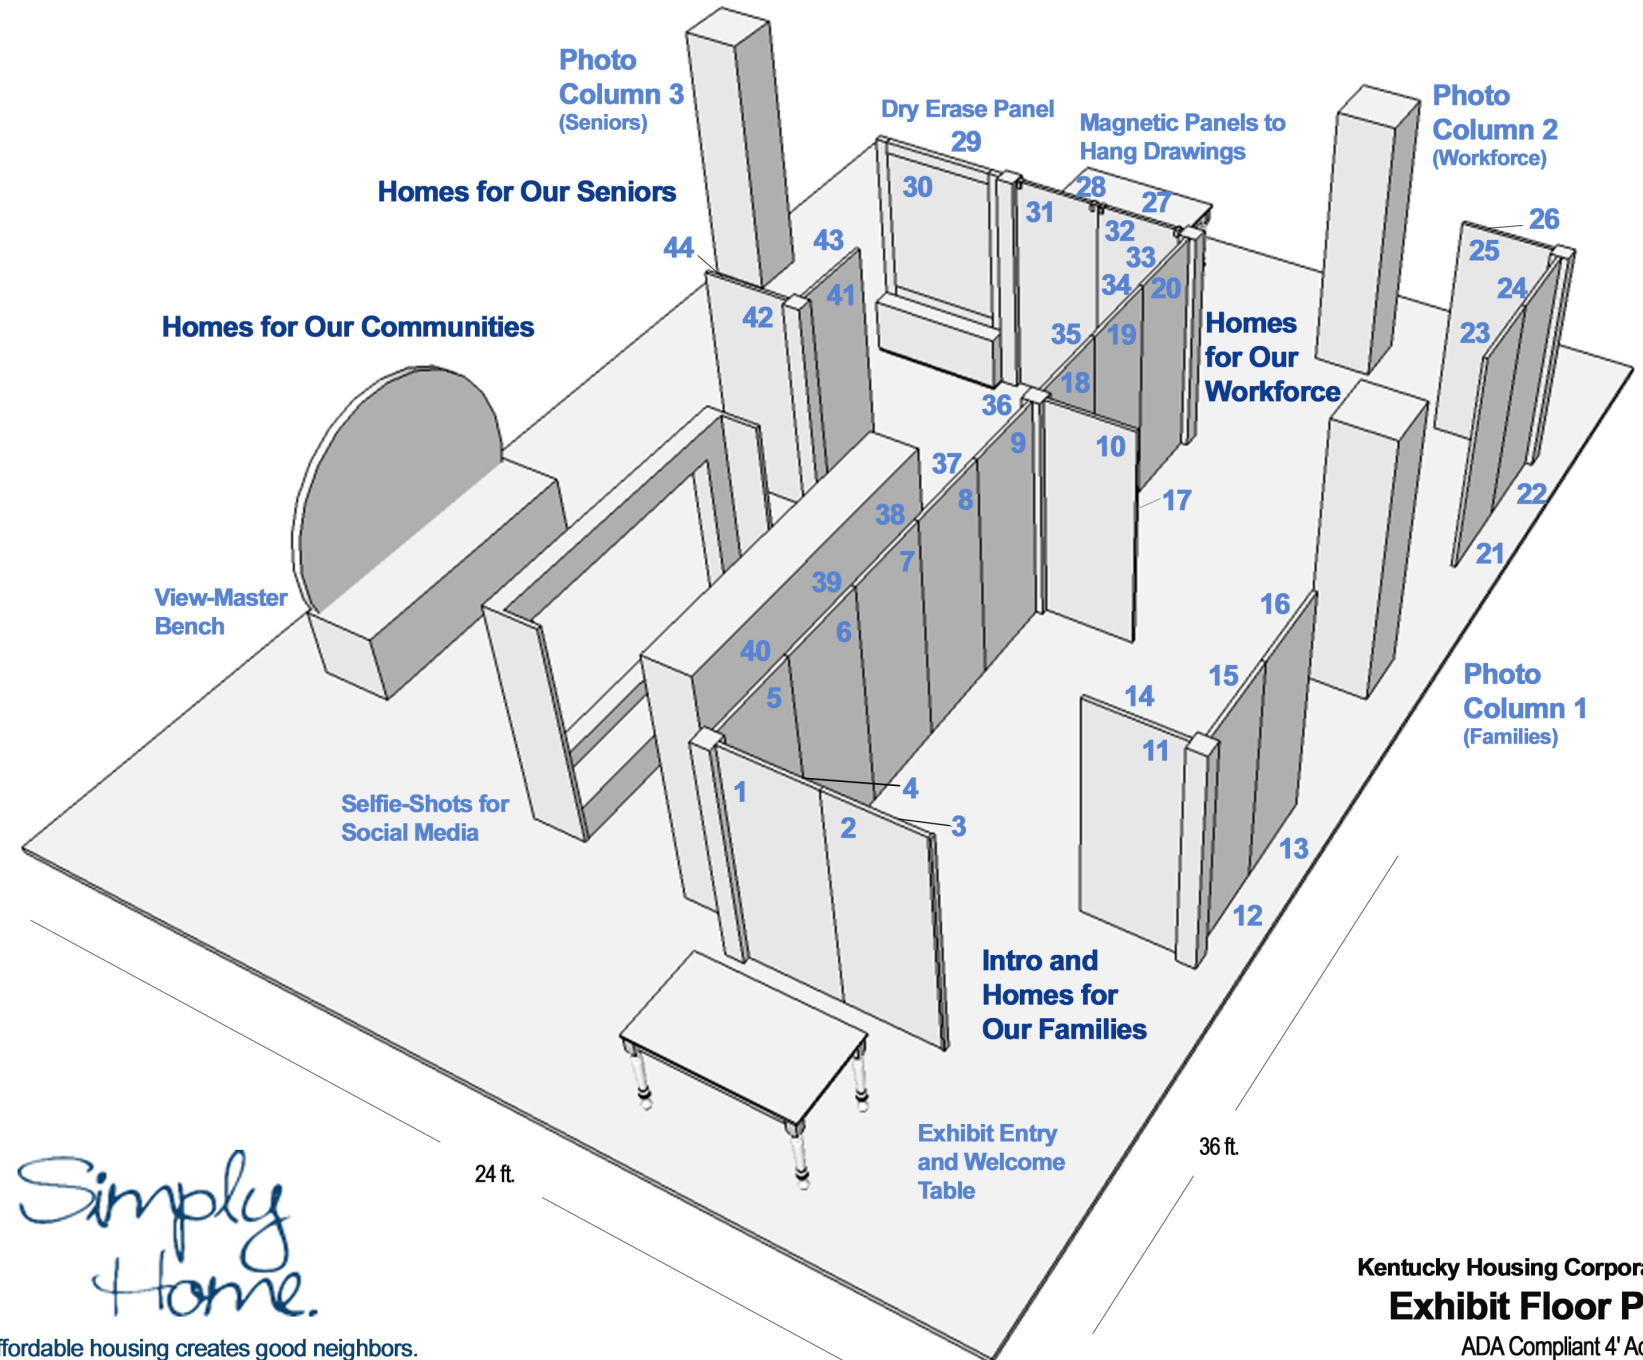 Photo
Column 3
(Seniors)
Dry Erase Panel
29
Magnetic Panels to
Hang Drawings
Photo
Column 2
(Workforce)
Homes for Our Seniors
30
28
27
31
32
26
25
44
43
33
24
34
20
41
42
Homes for Our Communities
23
35
19
Homes
for Our
Workforce
18
36
9
10
37
8
22
17
38
7
21
39
6
16
View-Master
Bench
40
5
15
14
Photo
Column 1
(Families)
11
1
4
2
3
Selfie-Shots for
Social Media
13
12
Intro and
Homes for
Our Families
Exhibit Entry
and Welcome
Table
24 ft.
36 ft.
Simply
Home.
ffordable housing creates good neighbors.
Kentucky Housing Corpora
Exhibit Floor P
ADA Compliant 4' Ac